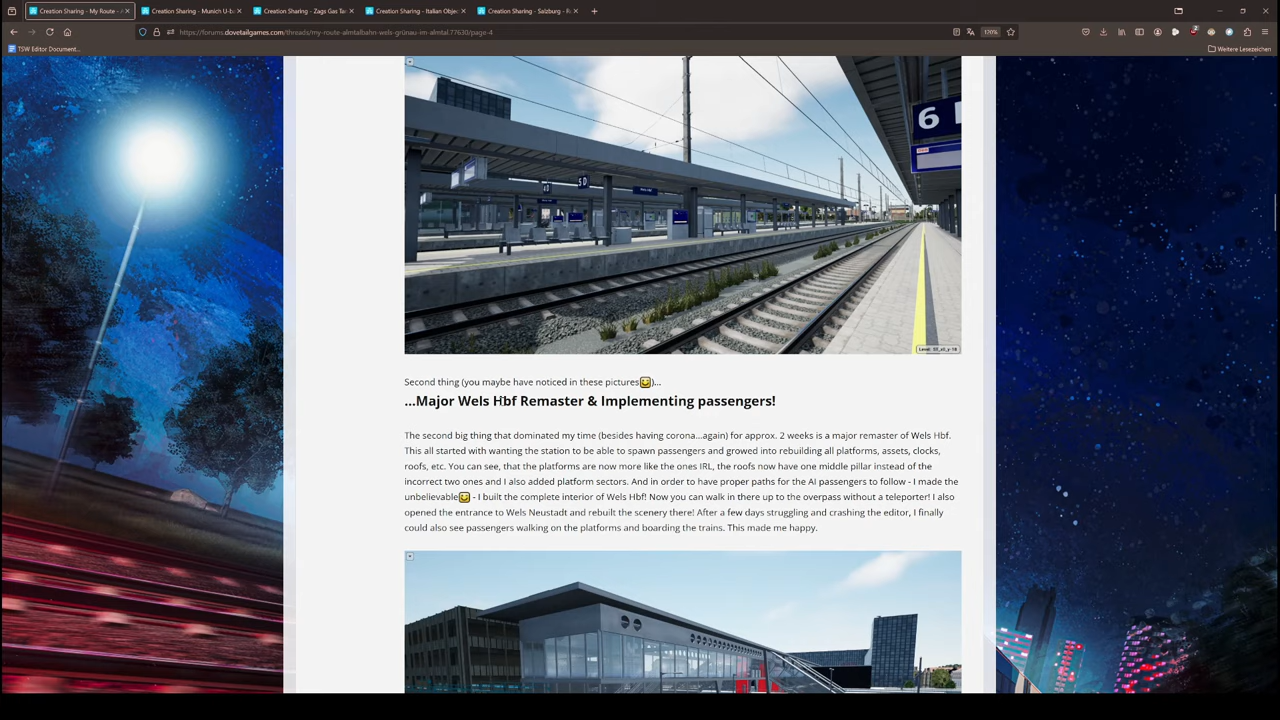 Creation Sharing - My Route - A
Creation Sharing - Munich U-b
Creation Sharing - Zags Gas Ta
Creation Sharing - Italian Obje
Creation Sharing - Salzburg - R
https://forums.dovetailgames.com/threads/my-route-almtalbahn-wels-grünau-im-almtal.77630/page-4
120%
TSW Editor Document...
Weitere Lesezeichen
6
5 D
Second thing (you maybe have noticed in these pictures)...
...Major Wels Hbf Remaster & Implementing passengers!
The second big thing that dominated my time (besides having corona...again) for approx. 2 weeks is a major remaster of Wels Hbf.
This all started with wanting the station to be able to spawn passengers and growed into rebuilding all platforms, assets, clocks,
roofs, etc. You can see, that the platforms are now more like the ones IRL, the roofs now have one middle pillar instead of the
incorrect two ones and I also added platform sectors. And in order to have proper paths for the AI passengers to follow - I made the
unbelievable - I built the complete interior of Wels Hbf! Now you can walk in there up to the overpass without a teleporter! I also
opened the entrance to Wels Neustadt and rebuilt the scenery there! After a few days struggling and crashing the editor, I finally
could also see passengers walking on the platforms and boarding the trains. This made me happy.